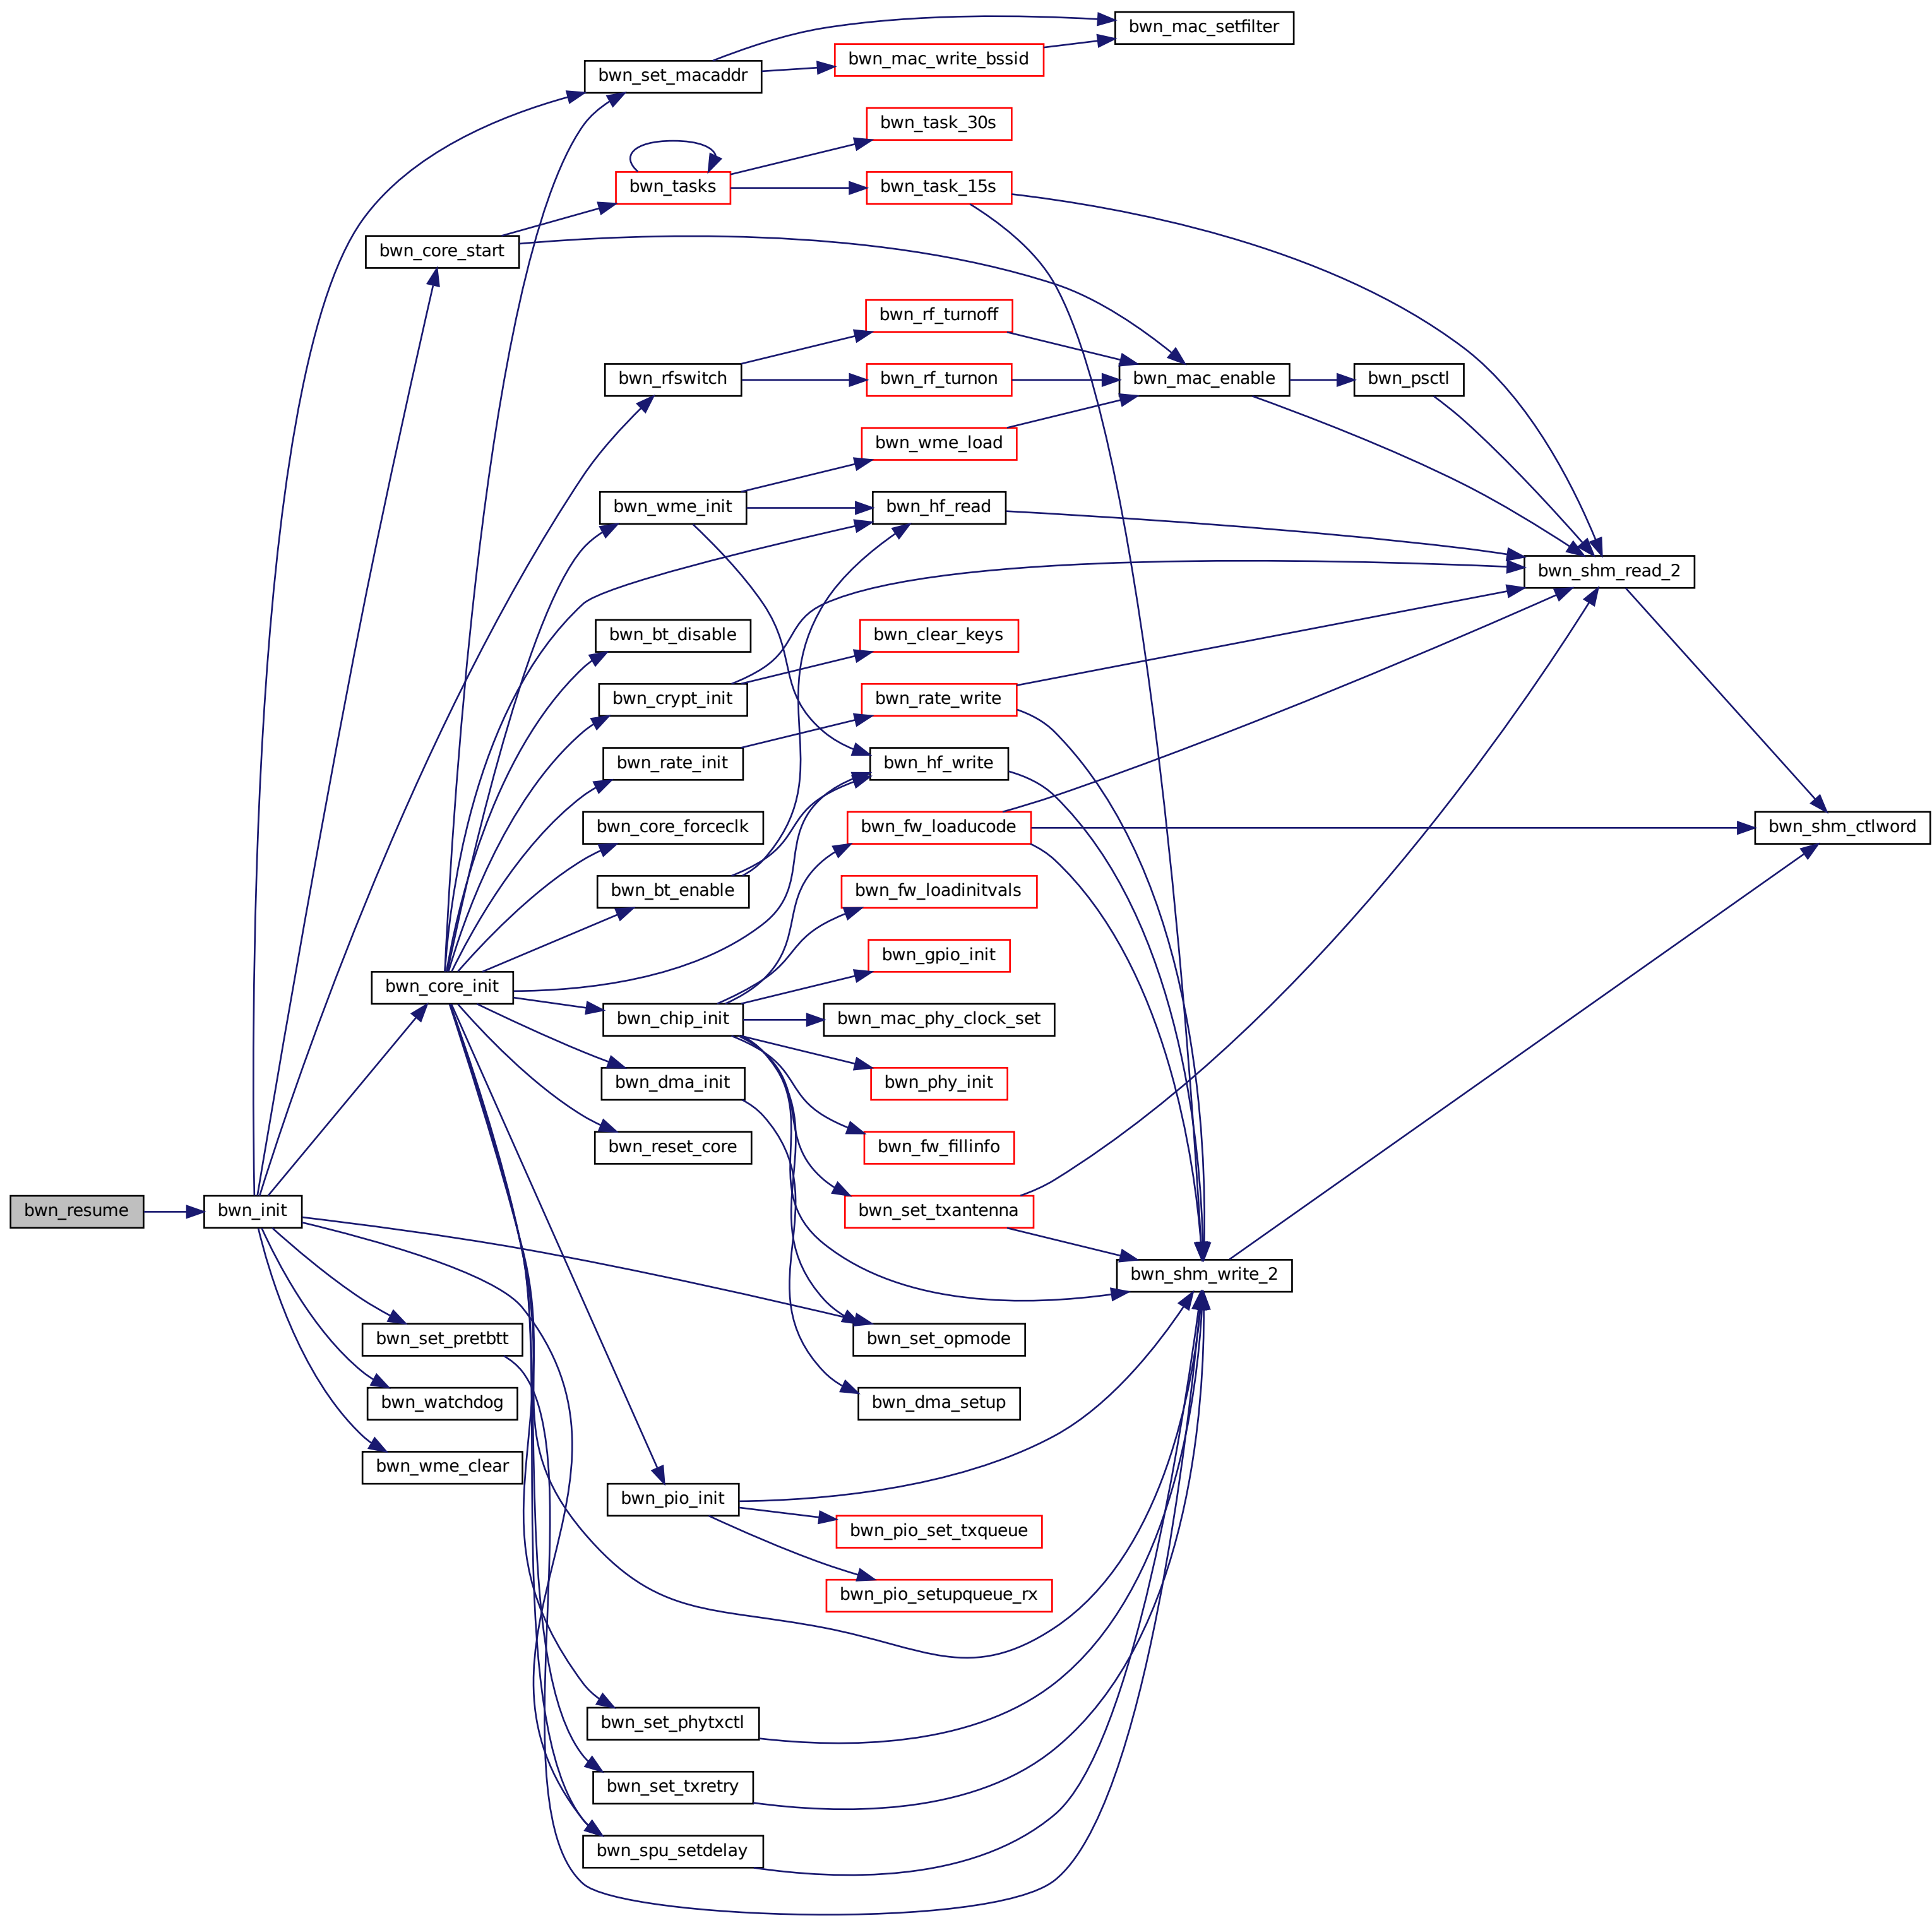 bwn_mac_setfilter
bwn_mac_write_bssid
bwn_set_macaddr
bwn_task_30s
bwn_tasks
bwn_task_15s
bwn_core_start
bwn_rf_turnoff
bwn_rfswitch
bwn_rf_turnon
bwn_mac_enable
bwn_psctl
bwn_wme_load
bwn_wme_init
bwn_hf_read
bwn_shm_read_2
bwn_bt_disable
bwn_clear_keys
bwn_crypt_init
bwn_rate_write
bwn_rate_init
bwn_hf_write
bwn_core_forceclk
bwn_fw_loaducode
bwn_shm_ctlword
bwn_bt_enable
bwn_fw_loadinitvals
bwn_gpio_init
bwn_core_init
bwn_chip_init
bwn_mac_phy_clock_set
bwn_dma_init
bwn_phy_init
bwn_reset_core
bwn_fw_fillinfo
bwn_resume
bwn_init
bwn_set_txantenna
bwn_shm_write_2
bwn_set_pretbtt
bwn_set_opmode
bwn_watchdog
bwn_dma_setup
bwn_wme_clear
bwn_pio_init
bwn_pio_set_txqueue
bwn_pio_setupqueue_rx
bwn_set_phytxctl
bwn_set_txretry
bwn_spu_setdelay